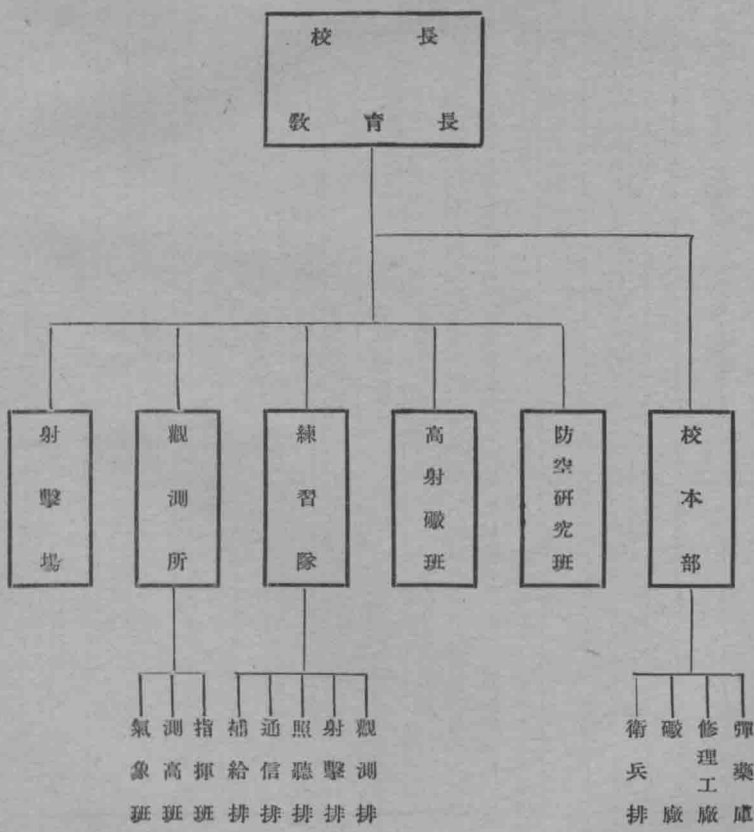 校長
教育長
校本部
防空研究班
高射礮班
練習隊
觀測所
射擊場
彈藥庫
修理工廠
礮廠
衛兵排
觀測排
射擊排
照聽排
通信排
補給排
指揮班
測高班
氣象班